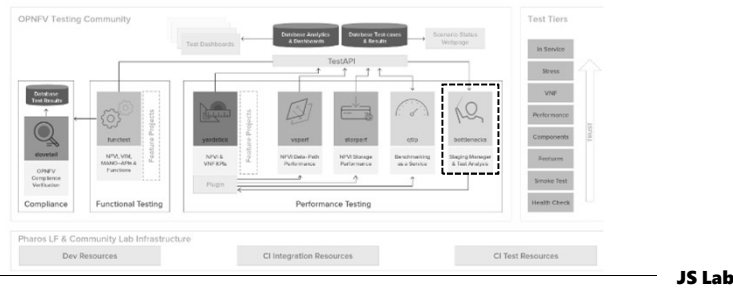 OPNFV Testing Community
Test Dashboards
Database Analytics
& Dashboards
Database Test cases
& Results
Scenario Status
Webpage
TestAPI
Database
Test Results
dovetail
OPNFV
Compliance
Verification
Compliance
functest
NFVI, VIM,
MANO-APN &
Functions
Feature Projects
Functional Testing
yardstick
NFVI &
VNF KPIs
Feature Projects
Plugin
vsperf
NFVI Data-Path
Performance
storperf
NFVI Storage
Performance
Benchmarking
as a Service
bottlenecks
Staging Manager
& Test Analysis
Performance Testing
Test Tiers
In Service
Stress
VNF
Performance
Components
Features
Smoke Test
Health Check
Pharos LF & Community Lab Infrastructure
Dev Resources
CI Integration Resources
CI Test Resources
JS Lab